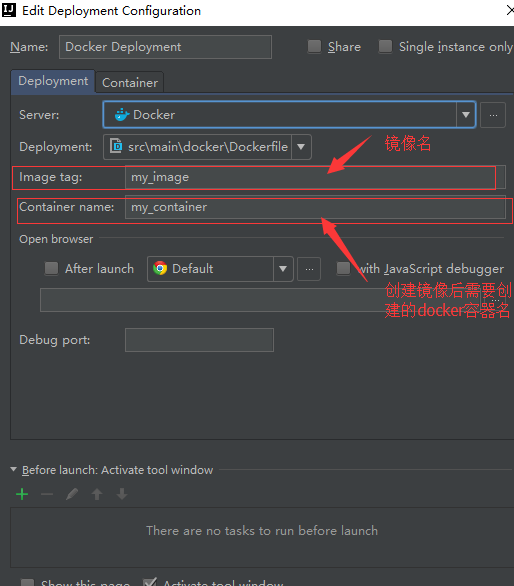 Edit Deployment Configuration
Name: Docker Deployment Share Single instance only
Deployment Container
Server: Docker ...
Deployment: src\main\docker\Dockerfile 镜像名
Image tag: my_image
Container name: my_container
Open browser
After launch Default ... with JavaScript debugger
创建镜像后需要创
建的docker容器名
Debug port:
Before launch: Activate tool window
There are no tasks to run before launch
Show this page Activate tool window